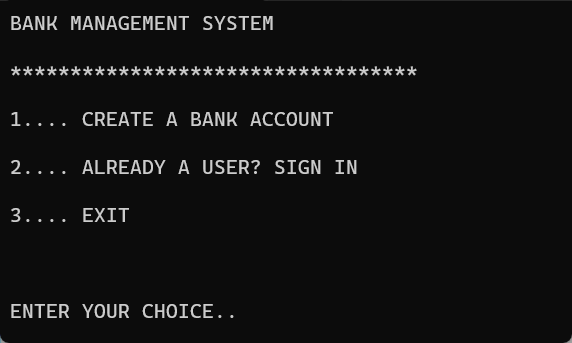 BANK MANAGEMENT SYSTEM
**********************************
1.... CREATE A BANK ACCOUNT
2.... ALREADY A USER? SIGN IN
3.... EXIT
ENTER YOUR CHOICE..